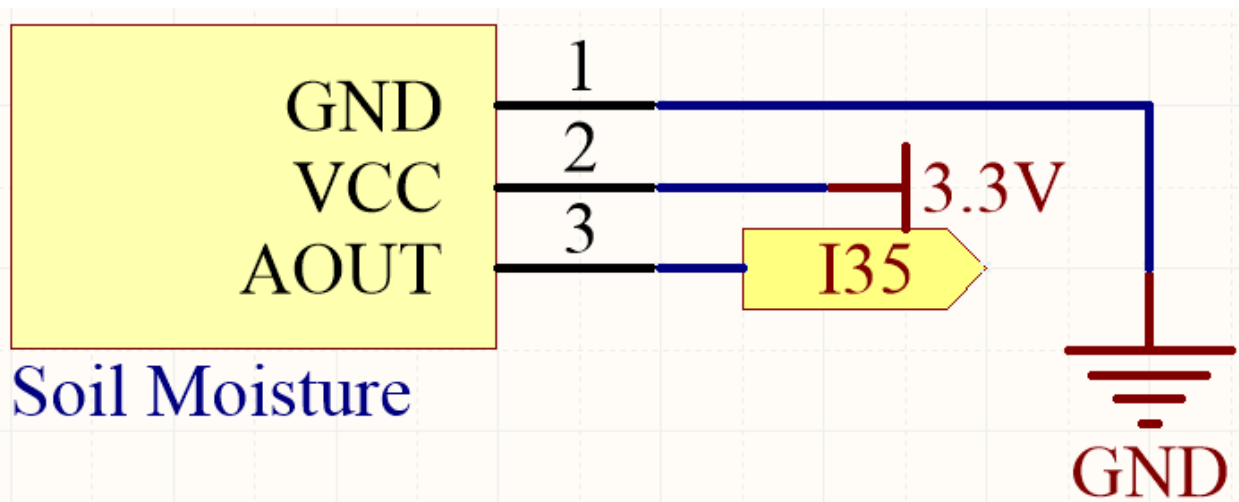 GND 1
VCC 2 3.3V
AOUT 3 I35
Soil Moisture
GND